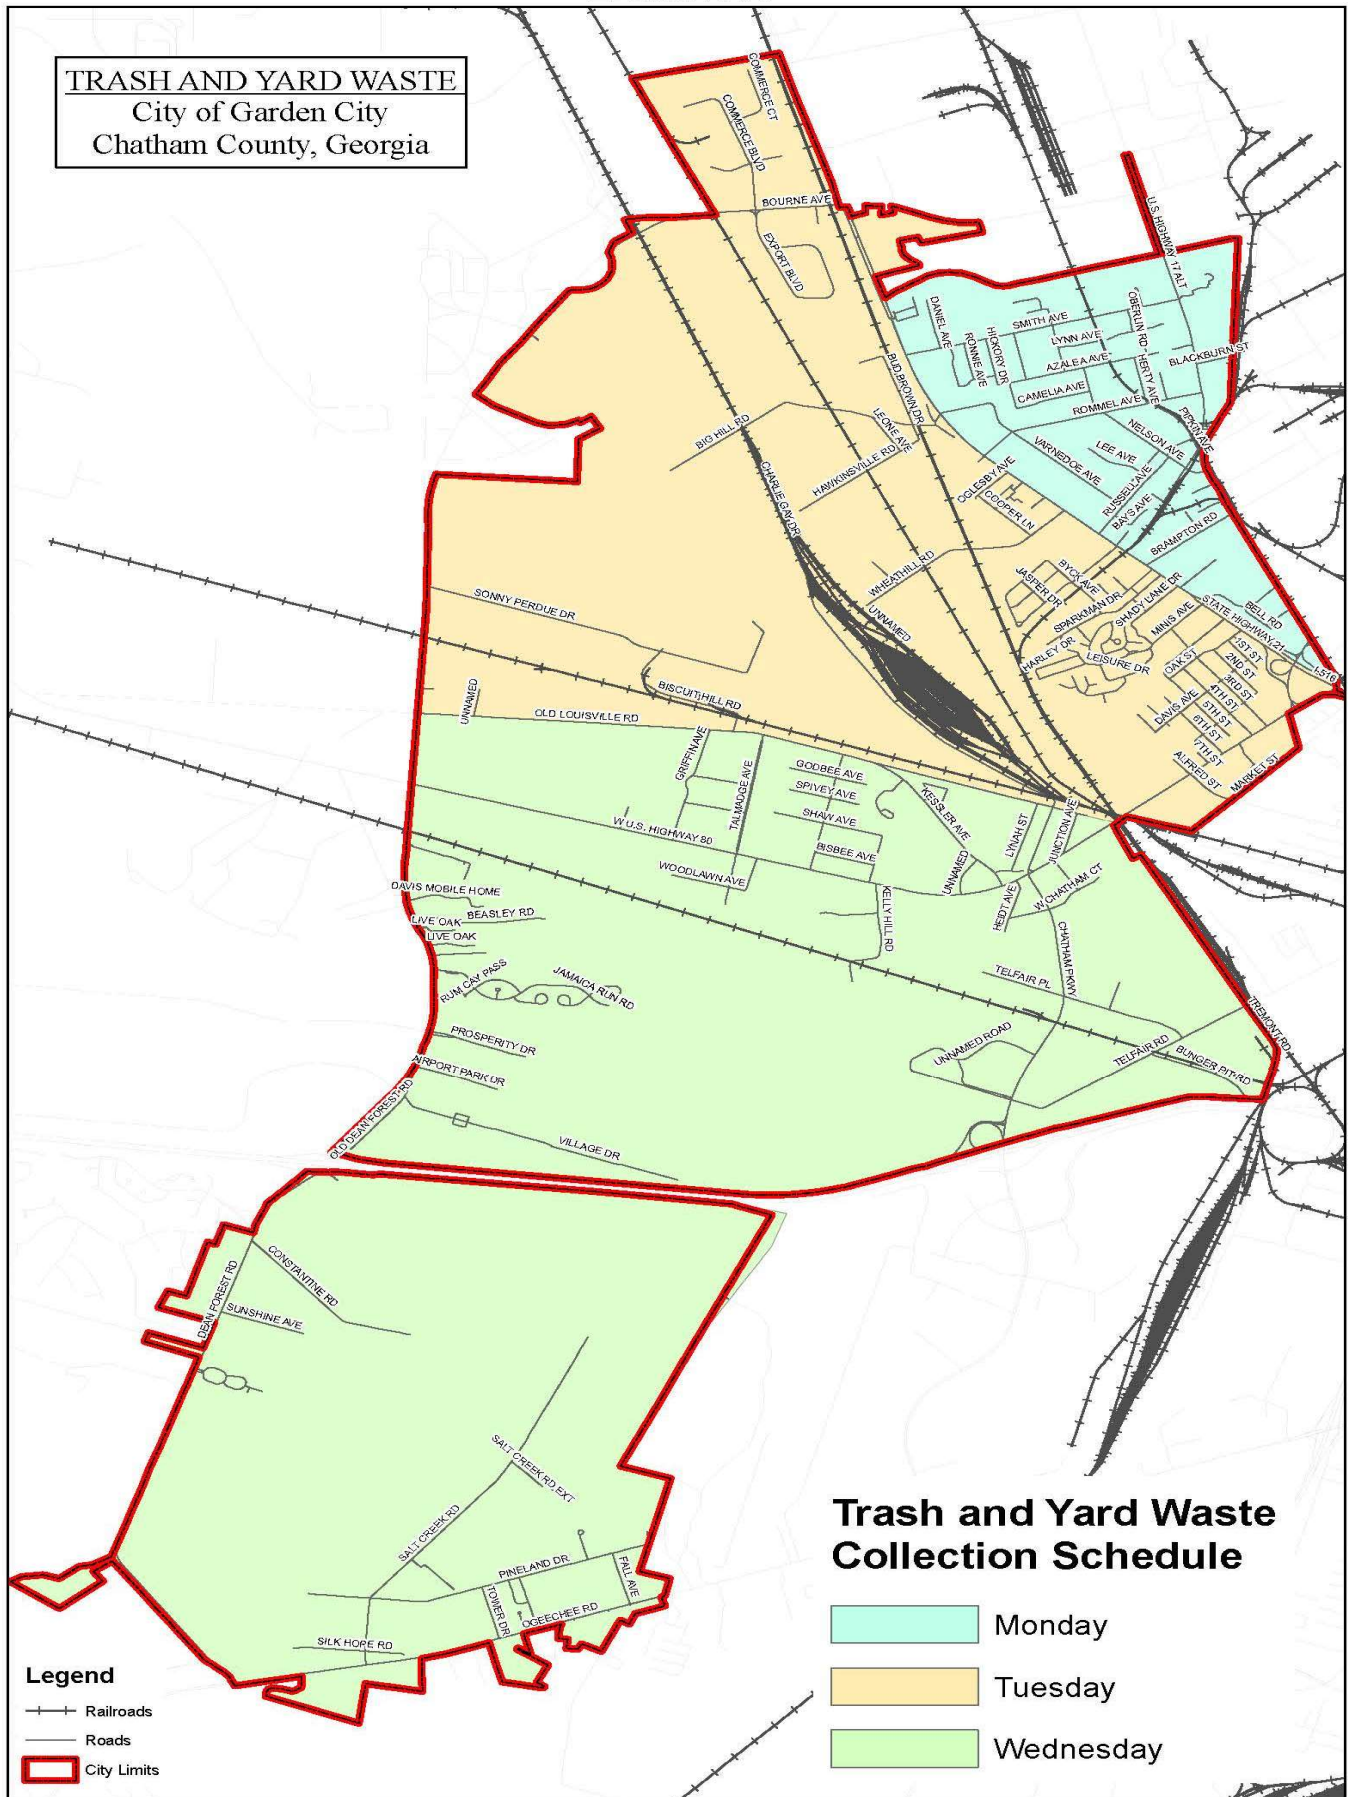 TRASH AND YARD WASTE
City of Garden City
Chatham County, Georgia
COMMERCE CT
COMMERCE BLVD
BOURNE AVE
EXPORT BLVD
U.S. HIGHWAY 17 ALT
DANIEL AVE
RONNIE AVE
HICKORY DR
SMITH AVE
LYNN AVE
OBERLIN RD
AZALEA AVE
HERTY AVE
BLACKBURN ST
CAMELIA AVE
ROMMEL AVE
PIPKIN AVE
BUD BROWN DR
BIG HILL RD
LEONE AVE
HAWKINSVILLE RD
CHARLIE GAY DR
NELSON AVE
LEE AVE
VARNEDOE AVE
RUSSELL AVE
BAYS AVE
OGLESBY AVE
COOPER LN
BRAMPTON RD
WHEATHILL RD
UNNAMED
BYCK AVE
JASPER DR
SPARKMAN DR
SHADY LANE DR
MINIS AVE
BELL RD
STATE HIGHWAY 21
I-516
HARLEY DR
LEISURE DR
OAK ST
1ST ST
2ND ST
3RD ST
4TH ST
5TH ST
6TH ST
7TH ST
DAVIS AVE
ALFRED ST
MARKET ST
SONNY PERDUE DR
BISCUIT HILL RD
UNNAMED
OLD LOUISVILLE RD
GRIFFIN AVE
TALMADGE AVE
GODBEE AVE
SPIVEY AVE
SHAW AVE
BISBEE AVE
KESSLER AVE
LYNAH ST
JUNCTION AVE
UNNAMED
W U.S. HIGHWAY 80
WOODLAWN AVE
HEIDT AVE
W CHATHAM CT
KELLY HILL RD
CHATHAM PKWY
DAVIS MOBILE HOME
LIVE OAK
BEASLEY RD
LIVE OAK
RUM CAY PASS
JAMAICA RUN RD
TELFAIR PL
TREMONT RD
PROSPERITY DR
UNNAMED ROAD
TELFAIR RD
BUNGER PIT RD
AIRPORT PARK DR
OLD DEAN FOREST RD
VILLAGE DR
DEAN FOREST RD
CONSTANTINE RD
SUNSHINE AVE
SALT CREEK RD EXT
SALT CREEK RD
PINELAND DR
FALL AVE
TOWER DR
OGEECHEE RD
SILK HOPE RD
Trash and Yard Waste
Collection Schedule
Monday
Tuesday
Wednesday
Legend
Railroads
Roads
City Limits